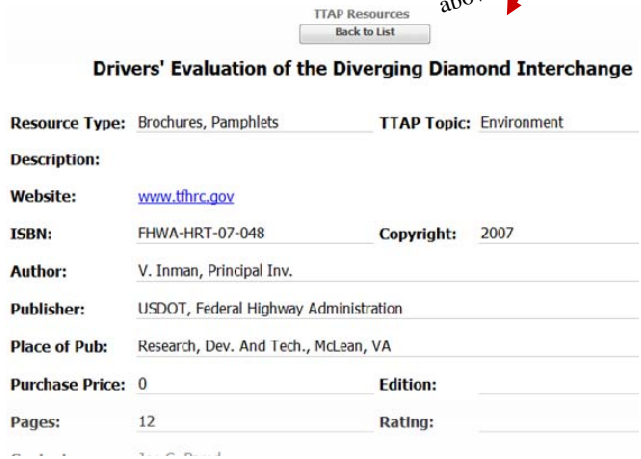 TTAP Resources
Back to List
Drivers' Evaluation of the Diverging Diamond Interchange
Resource Type: Brochures, Pamphlets TTAP Topic: Environment
Description:
Website: www.tfhrc.gov
ISBN: FHWA-HRT-07-048 Copyright: 2007
Author: V. Inman, Principal Inv.
Publisher: USDOT, Federal Highway Administration
Place of Pub: Research, Dev. And Tech., McLean, VA
Purchase Price: 0 Edition:
Pages: 12 Rating: